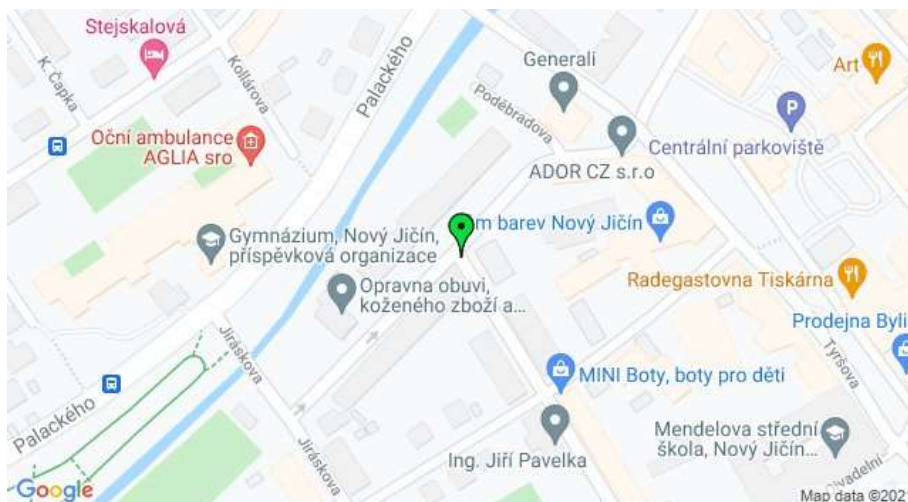 Stejskalová
K. Čapka
Kollárova
Palackého
Generali
Art
Poděbradova
Oční ambulance
AGLIA sro
P
Centrální parkoviště
ADOR CZ s.r.o
m barev Nový Jičín
Gymnázium, Nový Jičín,
příspěvková organizace
Opravna obuvi,
koženého zboží a...
Radegastovna Tiskárna
Prodejna Byli
Jiráskova
Tyršova
MINI Boty, boty pro děti
Palackého
Jiráskova
Mendelova střední
škola, Nový Jičín...
Ing. Jiří Pavelka
Divadelní
Google
Map data ©202